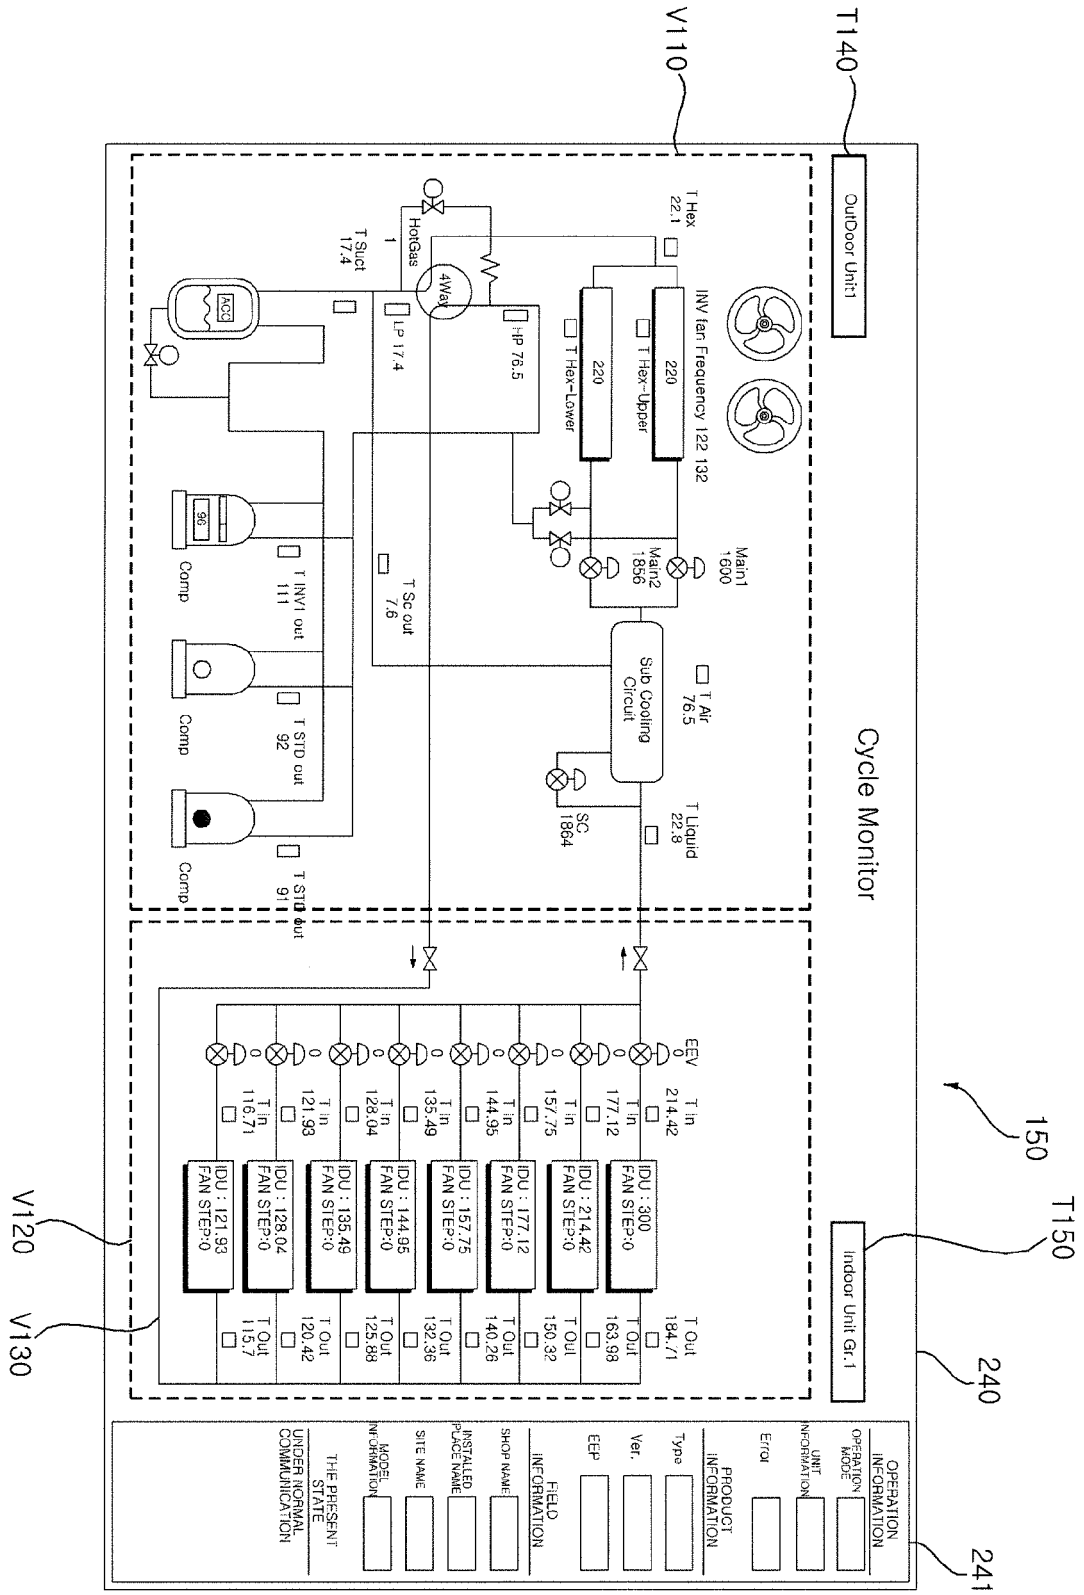 150
T140
T150
V110
240
241
V120
V130
Cycle Monitor
OutDoor Unit1
Indoor Unit Gr.1
INV fan Frequency 122 132
T Hex
22.1
220
T Hex-Upper
220
T Hex-Lower
Main1
1600
Main2
1856
T Air
76.5
Sub Cooling
Circuit
T Liquid
22.8
SC
1864
HP 76.5
4Way
HotGas
1
LP 17.4
T Suct
17.4
T Sc out
7.6
ACC
T INV1 out
111
T STD out
92
T STD out
91
96
Comp
Comp
Comp
EEV
0
T in
214.42
IDU : 300
FAN STEP:0
T Out
184.71
0
T in
177.12
IDU : 214.42
FAN STEP:0
T Out
163.98
0
T in
157.75
IDU : 177.12
FAN STEP:0
T Out
150.32
0
T in
144.95
IDU : 157.75
FAN STEP:0
T Out
140.26
0
T in
135.49
IDU : 144.95
FAN STEP:0
T Out
132.36
0
T in
128.04
IDU : 135.49
FAN STEP:0
T Out
125.88
0
T in
121.93
IDU : 128.04
FAN STEP:0
T Out
120.42
0
T in
116.71
IDU : 121.93
FAN STEP:0
T Out
115.7
OPERATION
INFORMATION
OPERATION
MODE
UNIT
INFORMATION
Error
PRODUCT
INFORMATION
Type
Ver.
EEP
FIELD
INFORMATION
SHOP NAME
INSTALLED
PLACE NAME
SITE NAME
MODEL
INFORMATION
THE PRESENT
STATE
UNDER NORMAL
COMMUNICATION